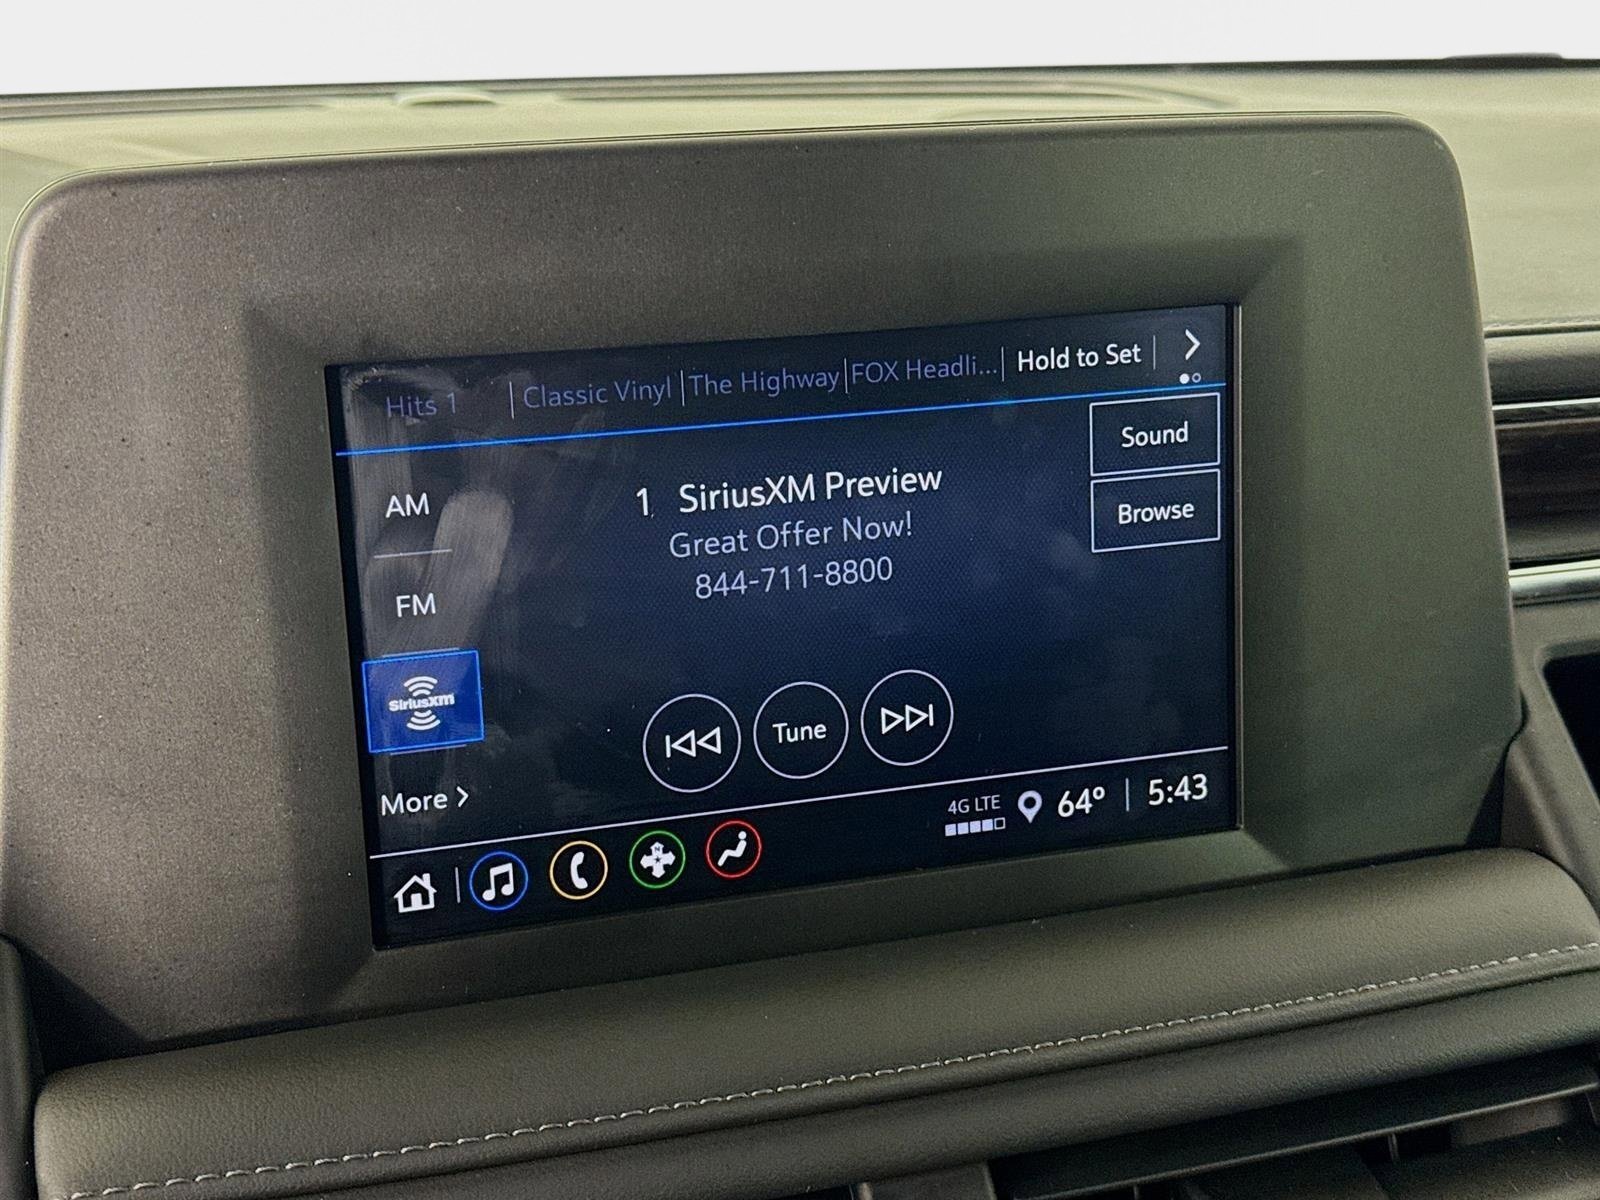 Hits 1 | Classic Vinyl | The Highway | FOX Headli... | Hold to Set |
Sound
Browse
AM
FM
SiriusXM
More
1 SiriusXM Preview
Great Offer Now!
844-711-8800
Tune
4G LTE
64° | 5:43
N